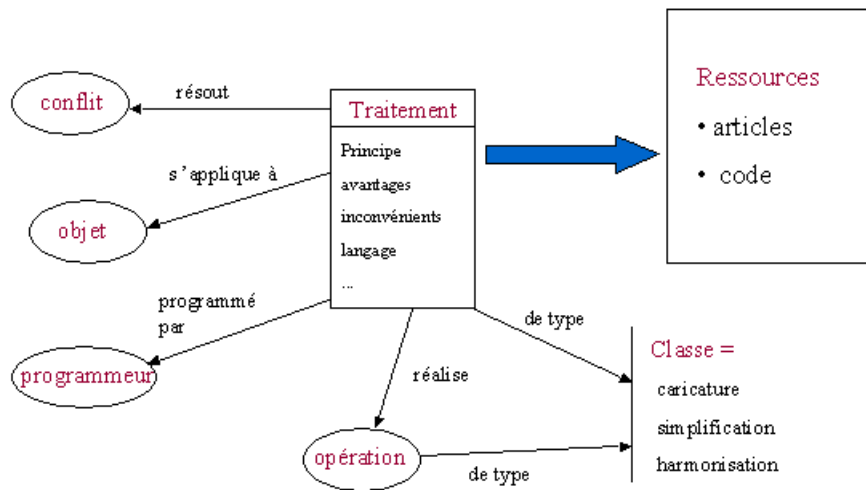 conflit
résout
Traitement
Principe
avantages
inconvénients
langage
...
Ressources
• articles
• code
s'applique à
objet
programmé
par
programmeur
réalise
opération
de type
de type
Classe =
caricature
simplification
harmonisation